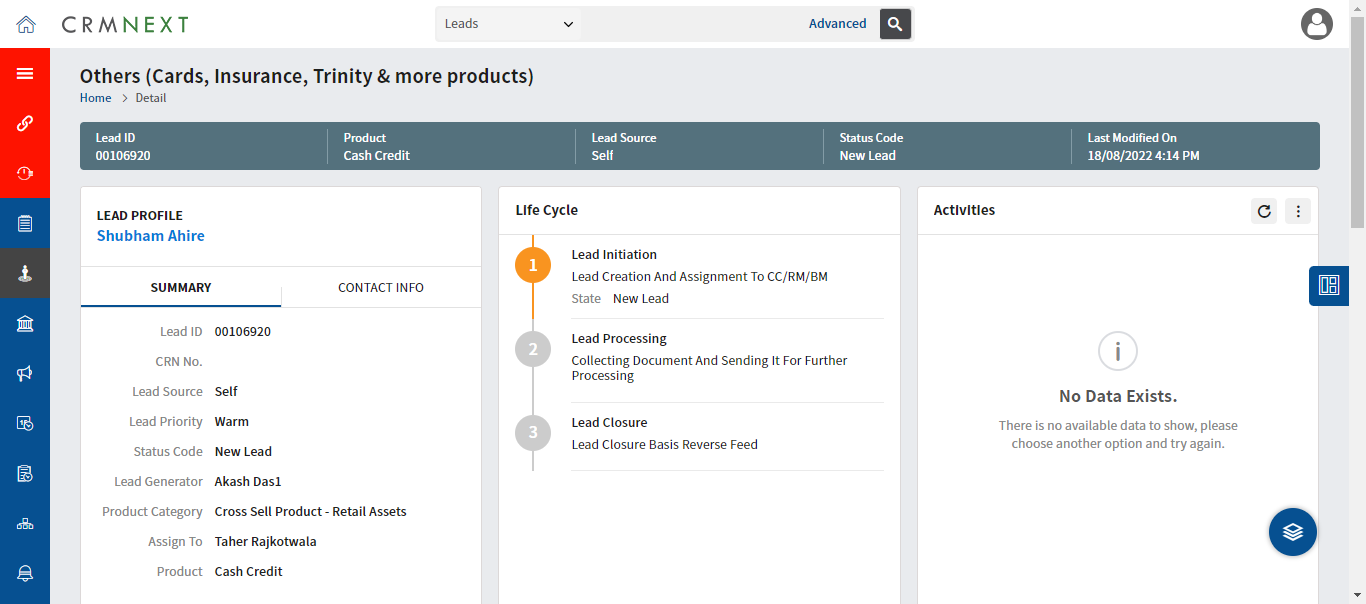 CRMNEXT
Leads
Advanced
Others (Cards, Insurance, Trinity & more products)
Home > Detail
Lead ID
00106920
Product
Cash Credit
Lead Source
Self
Status Code
New Lead
Last Modified On
18/08/2022 4:14 PM
LEAD PROFILE
Shubham Ahire
SUMMARY
CONTACT INFO
Lead ID 00106920
CRN No.
Lead Source Self
Lead Priority Warm
Status Code New Lead
Lead Generator Akash Das1
Product Category Cross Sell Product - Retail Assets
Assign To Taher Rajkotwala
Product Cash Credit
Life Cycle
1
Lead Initiation
Lead Creation And Assignment To CC/RM/BM
State New Lead
2
Lead Processing
Collecting Document And Sending It For Further
Processing
3
Lead Closure
Lead Closure Basis Reverse Feed
Activities
No Data Exists.
There is no available data to show, please
choose another option and try again.